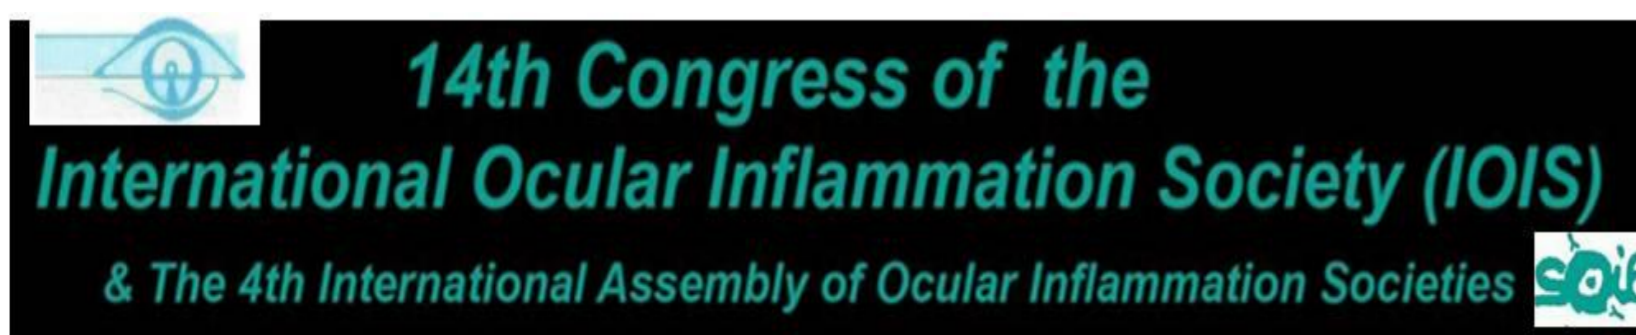 14th Congress of the
International Ocular Inflammation Society (IOIS)
& The 4th International Assembly of Ocular Inflammation Societies